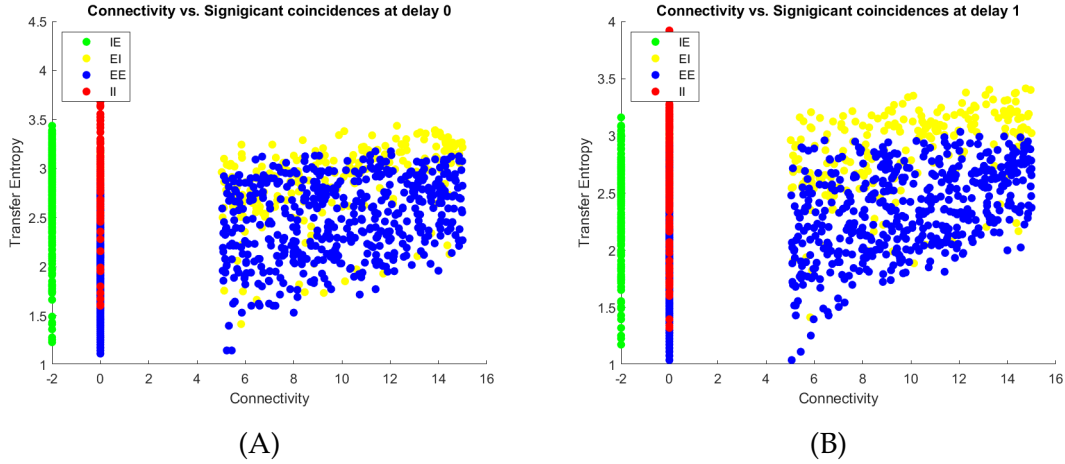 Connectivity vs. Signigicant coincidences at delay 0
4.5
4
3.5
3
2.5
2
1.5
1
Transfer Entropy
IE
EI
EE
II
-2 0 2 4 6 8 10 12 14 16
Connectivity
(A)
Connectivity vs. Signigicant coincidences at delay 1
4
3.5
3
2.5
2
1.5
1
Transfer Entropy
IE
EI
EE
II
-2 0 2 4 6 8 10 12 14 16
Connectivity
(B)